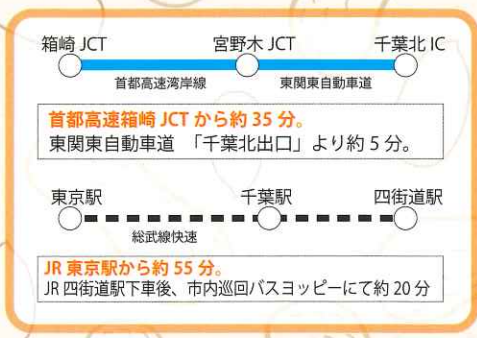 箱崎 JCT 宮野木 JCT 千葉北 IC
首都高速湾岸線 東関東自動車道
首都高速箱崎 JCT から約 35 分。
東関東自動車道 「千葉北出口」より約 5 分。
東京駅 千葉駅 四街道駅
総武線快速
JR 東京駅から約 55 分。
JR 四街道駅下車後、市内巡回バスヨッピーにて約 20 分